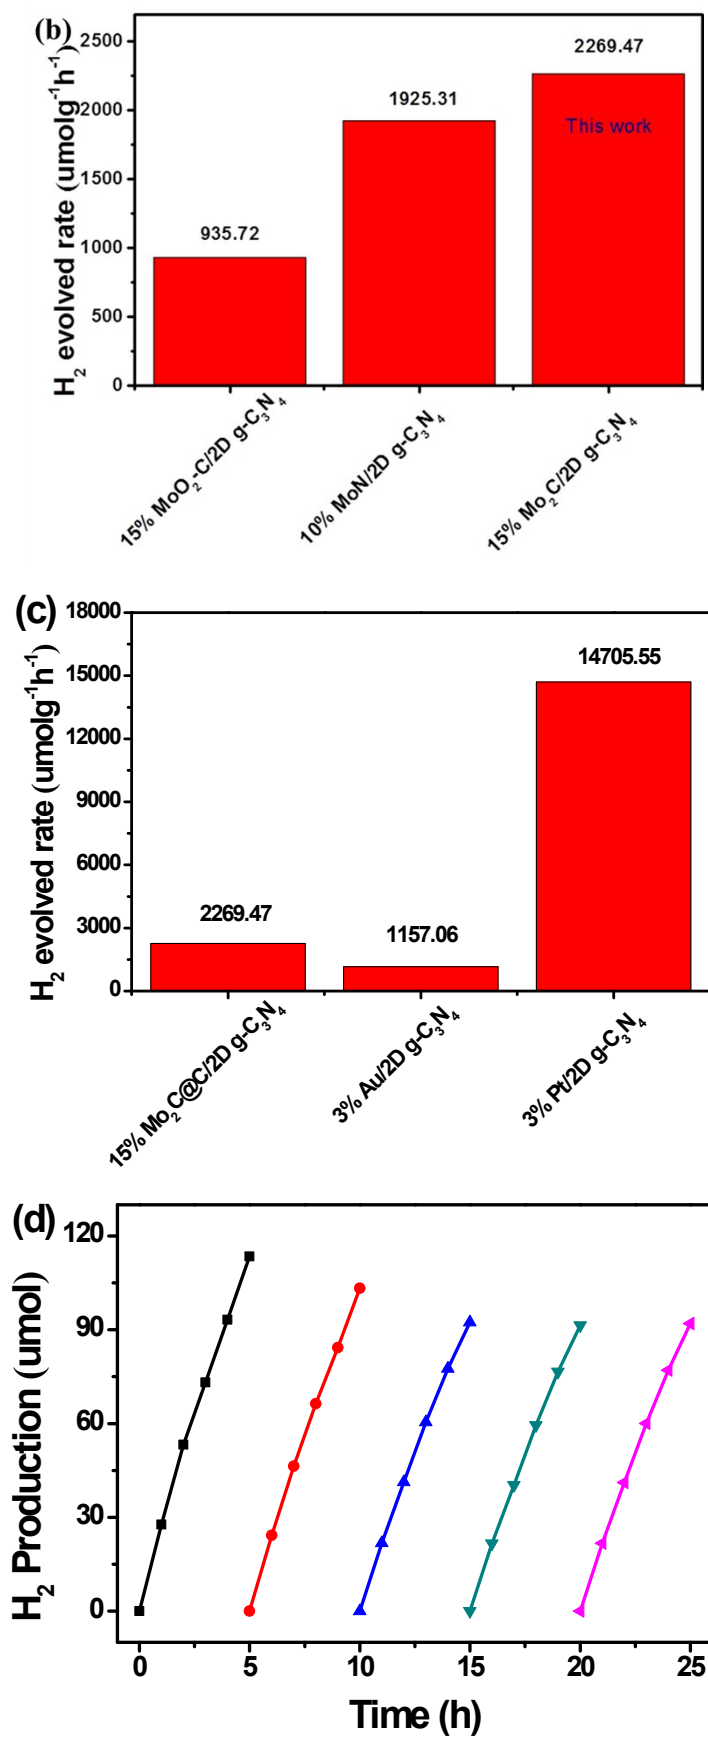 (b)
H₂ evolved rate (umolg⁻¹h⁻¹)
2500
2000
1500
1000
500
0
935.72
1925.31
2269.47
This work
15% MoO₂-C/2D g-C₃N₄
10% MoN/2D g-C₃N₄
15% Mo₂C/2D g-C₃N₄
(c)
H₂ evolved rate (umolg⁻¹h⁻¹)
18000
15000
12000
9000
6000
3000
0
2269.47
1157.06
14705.55
15% Mo₂C@C/2D g-C₃N₄
3% Au/2D g-C₃N₄
3% Pt/2D g-C₃N₄
(d)
H₂ Production (umol)
120
90
60
30
0
0 5 10 15 20 25
Time (h)